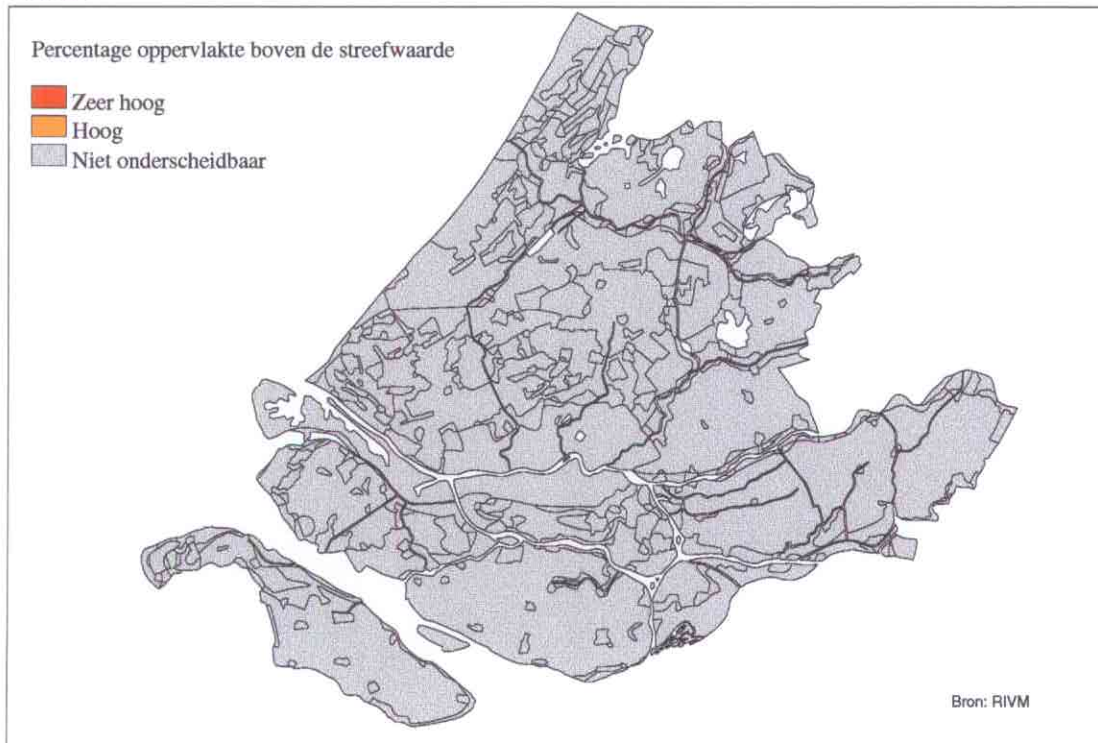 Percentage oppervlakte boven de streefwaarde
Zeer hoog
Hoog
Niet onderscheidbaar
Bron: RIVM